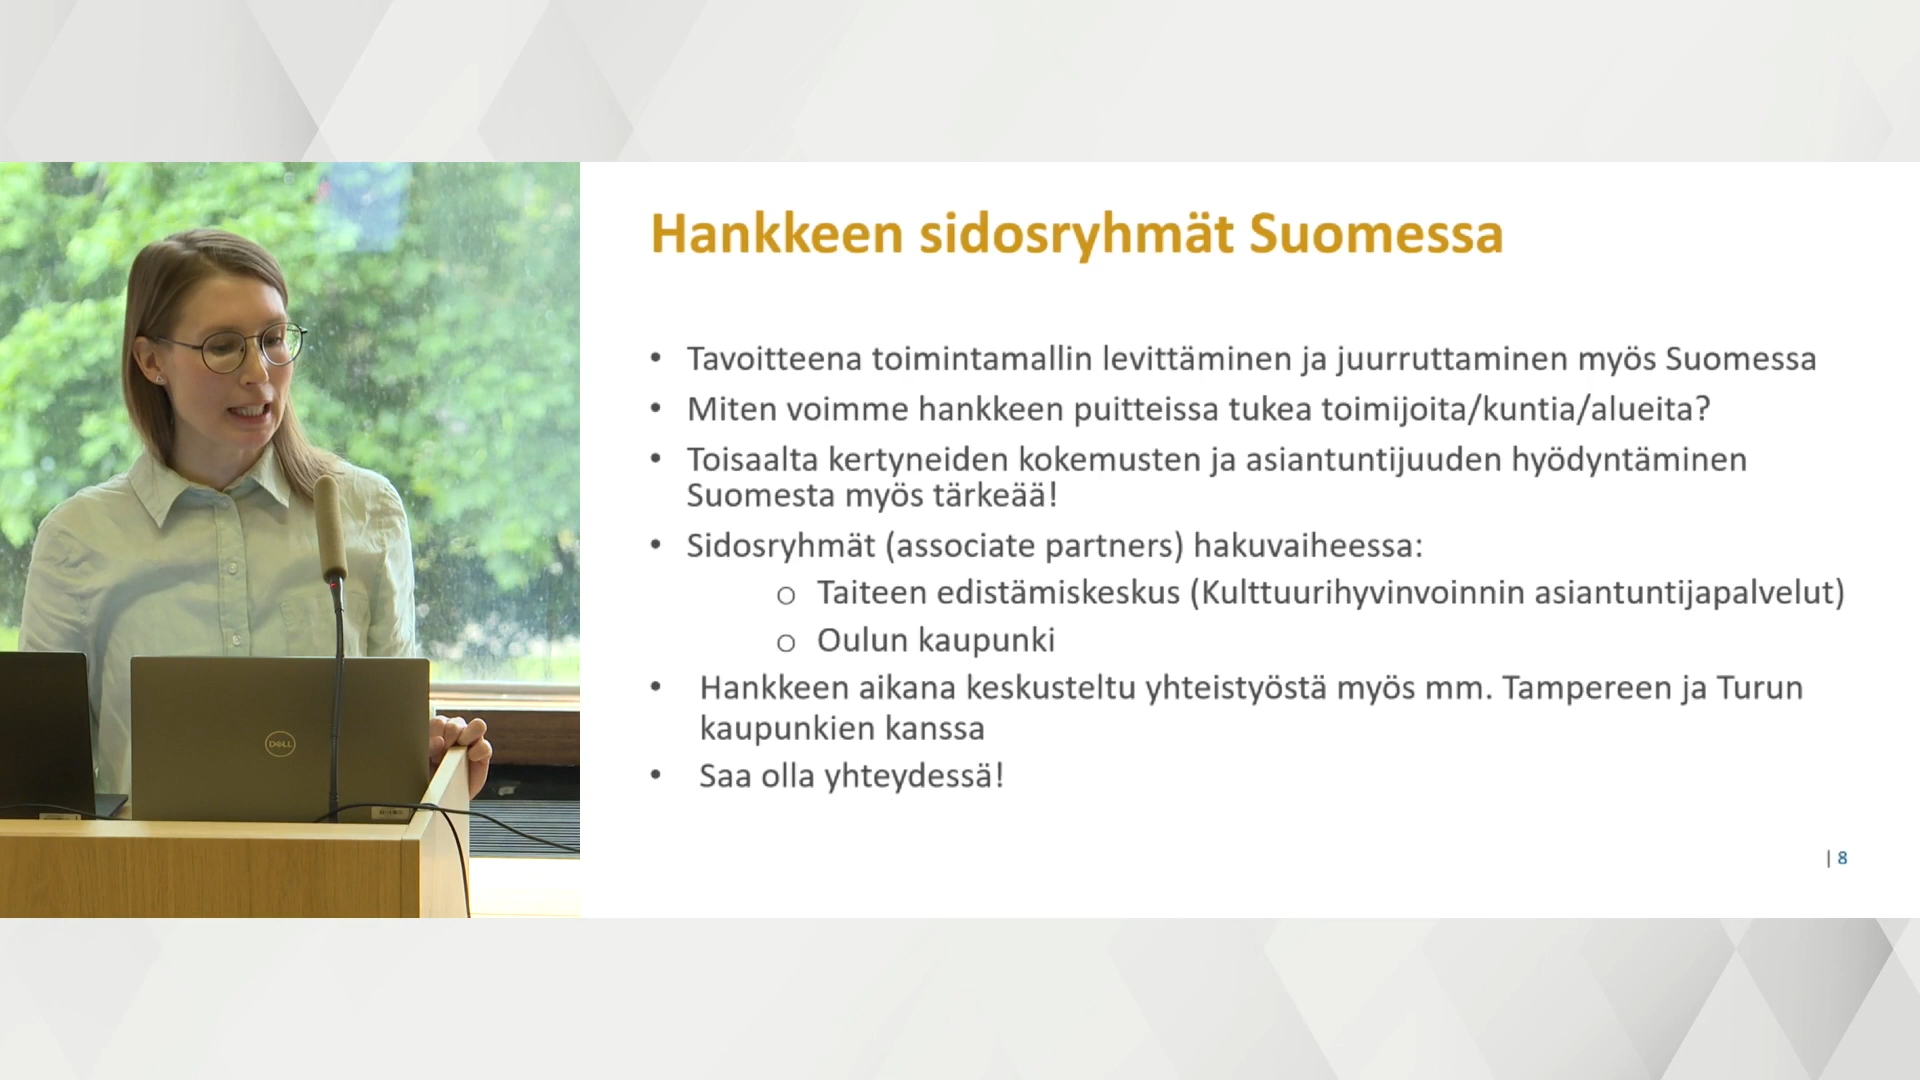 Hankkeen sidosryhmät Suomessa
• Tavoitteena toimintamallin levittäminen ja juurruttaminen myös Suomessa
• Miten voimme hankkeen puitteissa tukea toimijoita/kuntia/alueita?
• Toisaalta kertyneiden kokemusten ja asiantuntijuuden hyödyntäminen
Suomesta myös tärkeää!
• Sidosryhmät (associate partners) hakuvaiheessa:
o Taiteen edistämiskeskus (Kulttuurihyvinvoinnin asiantuntijapalvelut)
o Oulun kaupunki
• Hankkeen aikana keskusteltu yhteistyöstä myös mm. Tampereen ja Turun
kaupunkien kanssa
• Saa olla yhteydessä!
| 8
DELL